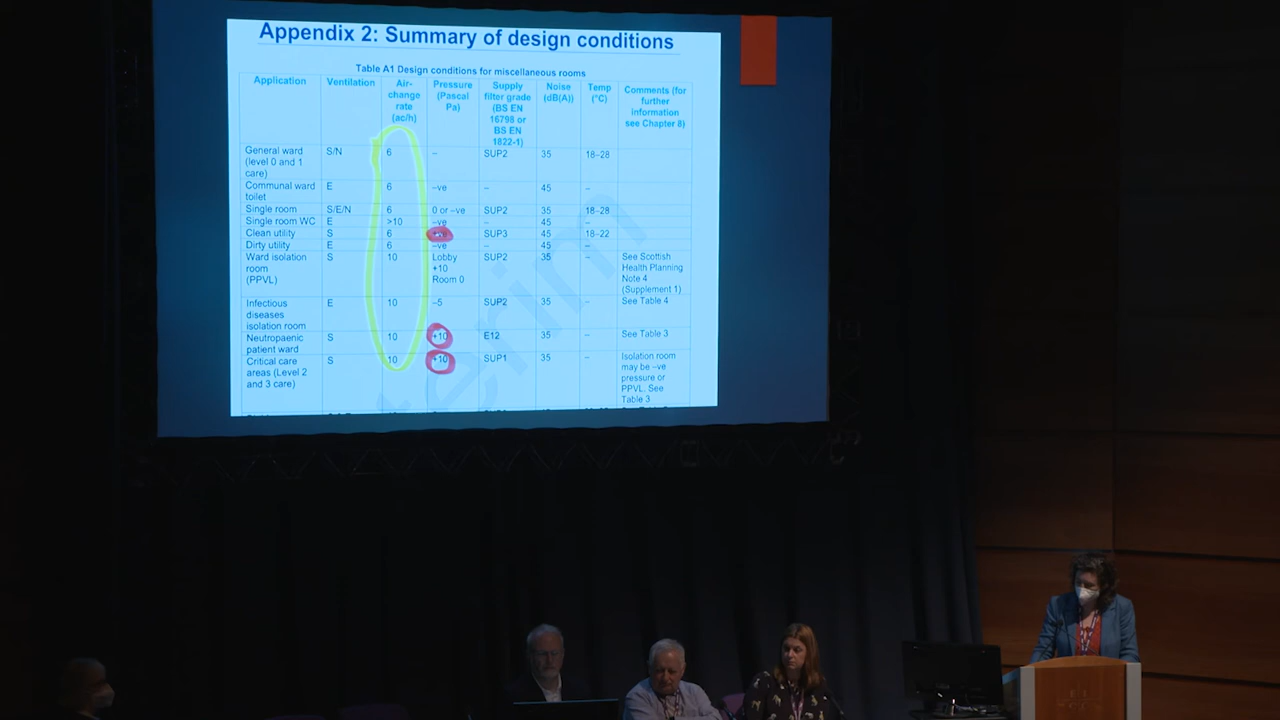 Appendix 2: Summary of design conditions
Table A1 Design conditions for miscellaneous rooms
Application Ventilation Air-change rate (ac/h) Pressure (Pascal Pa) Supply filter grade (BS EN 16798 or BS EN 1822-1) Noise (dB(A)) Temp (°C) Comments (for further information see Chapter 8)
General ward (level 0 and 1 care) S/N 6 – SUP2 35 18–28
Communal ward toilet E 6 –ve – 45 –
Single room S/E/N 6 0 or –ve SUP2 35 18–28
Single room WC E >10 –ve – 45 –
Clean utility S 6 +ve SUP3 45 18–22
Dirty utility E 6 –ve – 45 –
Ward isolation room (PPVL) S 10 Lobby +10 Room 0 SUP2 35 – See Scottish Health Planning Note 4 (Supplement 1)
Infectious diseases isolation room E 10 –5 SUP2 35 – See Table 4
Neutropaenic patient ward S 10 +10 E12 35 – See Table 3
Critical care areas (Level 2 and 3 care) S 10 +10 SUP1 35 – Isolation room may be –ve pressure or PPVL. See Table 3